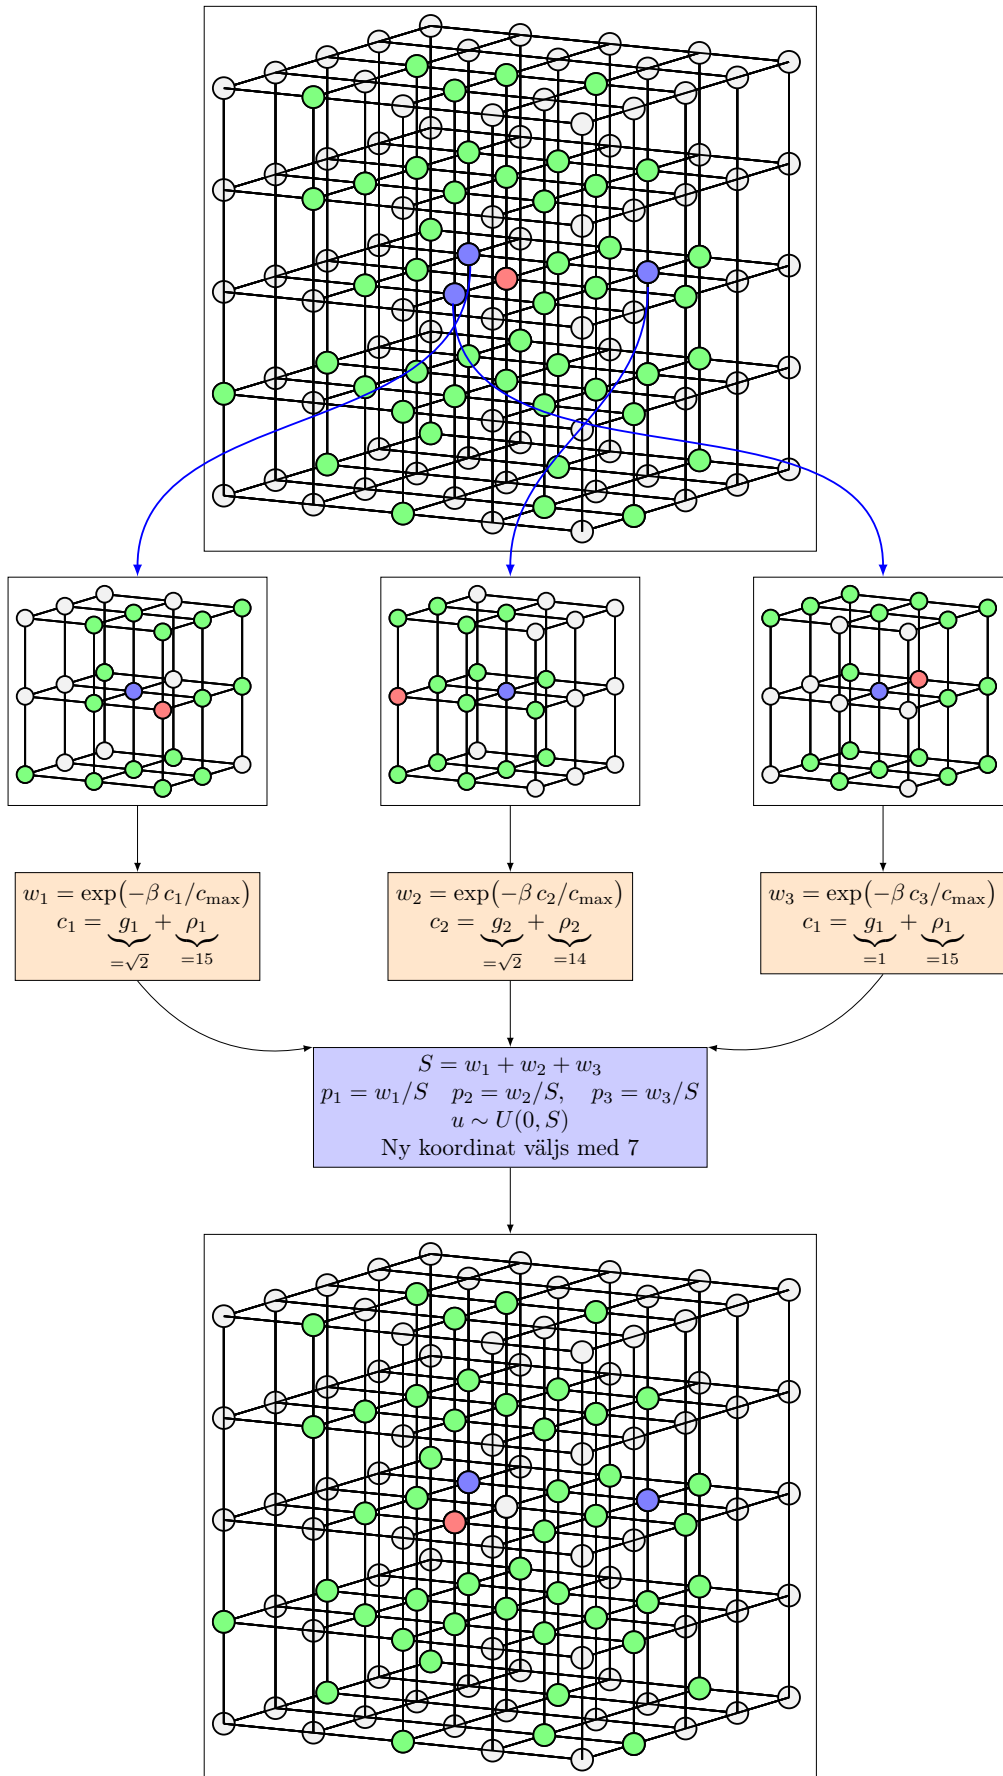 w₁ = exp(−β c₁/c_max)
c₁ = g₁ + ρ₁
=√2 =15
w₂ = exp(−β c₂/c_max)
c₂ = g₂ + ρ₂
=√2 =14
w₃ = exp(−β c₃/c_max)
c₁ = g₁ + ρ₁
=1 =15
S = w₁ + w₂ + w₃
p₁ = w₁/S p₂ = w₂/S, p₃ = w₃/S
u ∼ U(0, S)
Ny koordinat väljs med 7